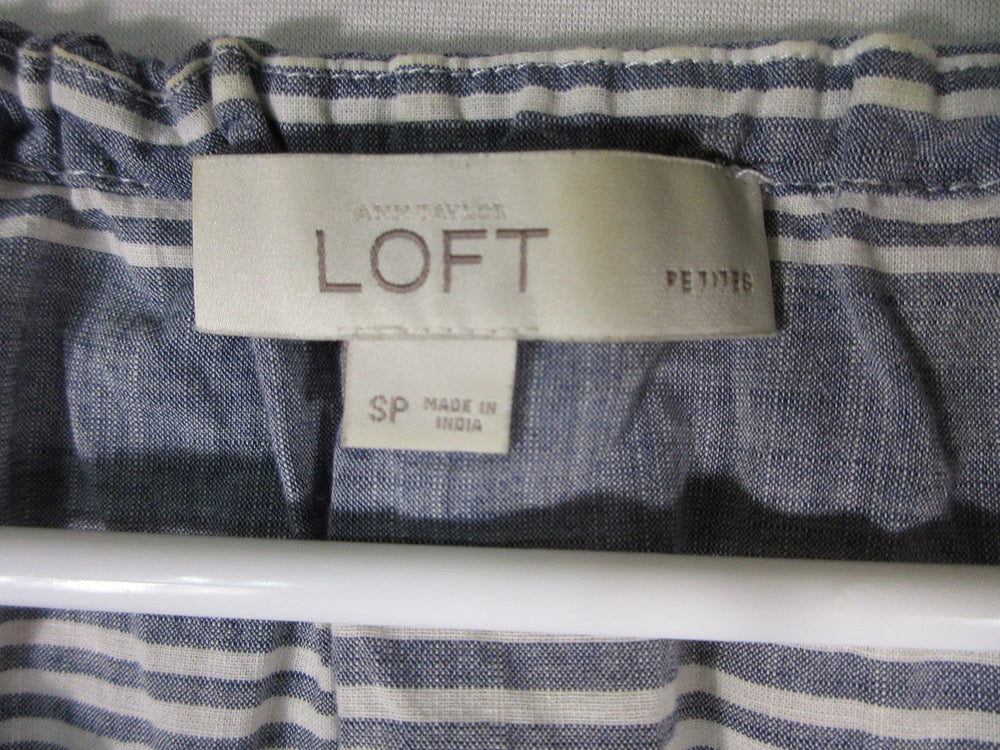 ANN TAYLOR
LOFT
PETITES
SP
MADE IN
INDIA